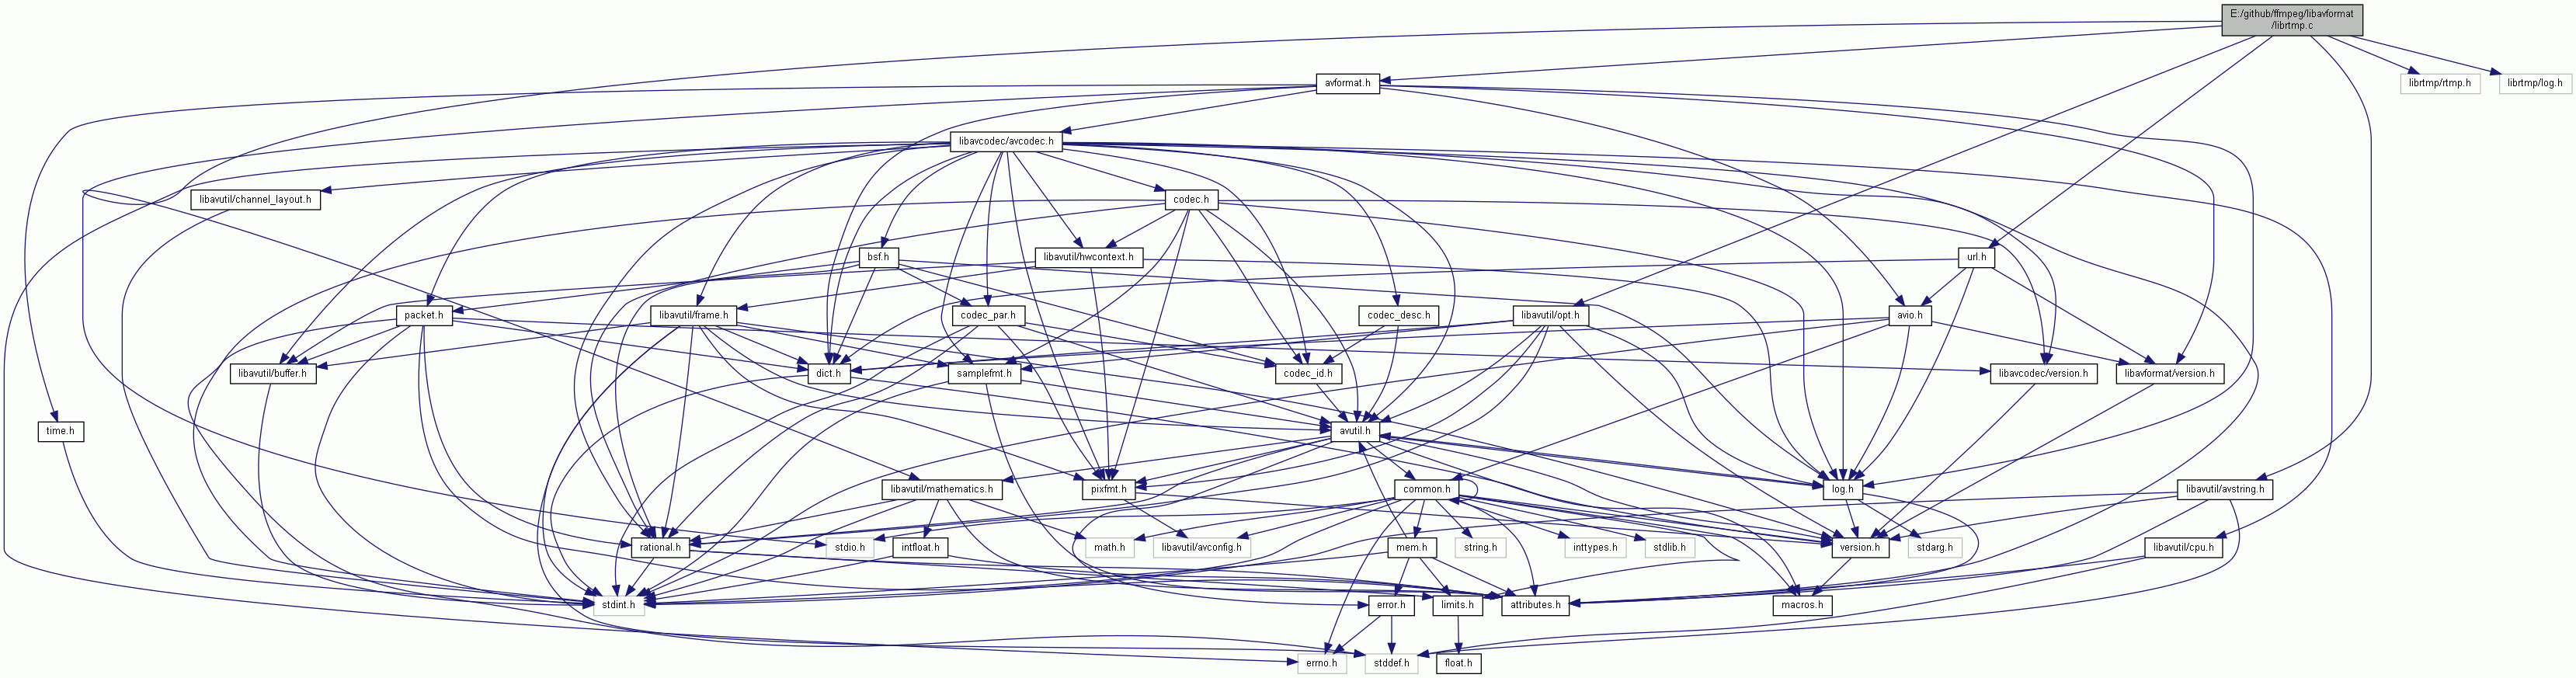 E:/github/ffmpeg/libavformat
/librtmp.c
avformat.h
librtmp/rtmp.h
librtmp/log.h
libavcodec/avcodec.h
libavutil/channel_layout.h
codec.h
bsf.h
libavutil/hwcontext.h
url.h
packet.h
libavutil/frame.h
codec_par.h
codec_desc.h
libavutil/opt.h
avio.h
libavutil/buffer.h
dict.h
samplefmt.h
codec_id.h
libavcodec/version.h
libavformat/version.h
time.h
avutil.h
libavutil/mathematics.h
pixfmt.h
common.h
log.h
libavutil/avstring.h
rational.h
stdio.h
intfloat.h
math.h
libavutil/avconfig.h
mem.h
string.h
inttypes.h
stdlib.h
version.h
stdarg.h
libavutil/cpu.h
stdint.h
error.h
limits.h
attributes.h
macros.h
errno.h
stddef.h
float.h